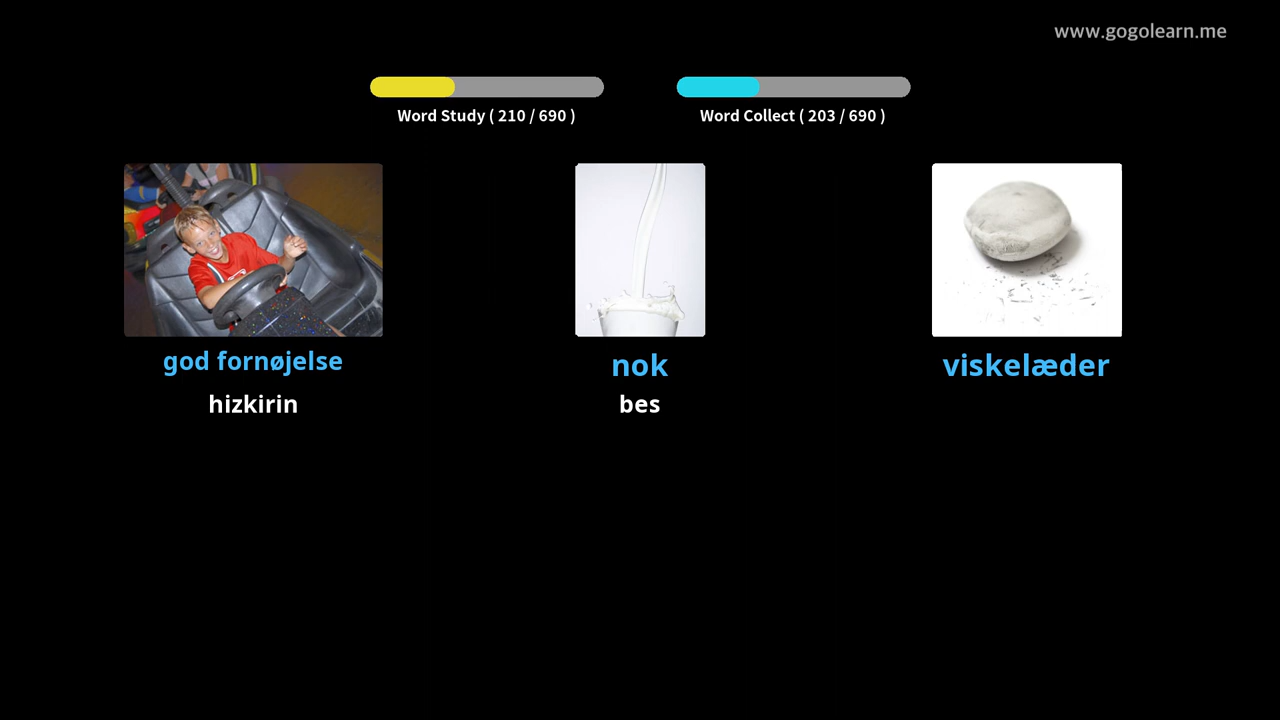 www.gogolearn.me
Word Study ( 210 / 690 )
Word Collect ( 203 / 690 )
god fornøjelse
nok
viskelæder
hizkirin
bes